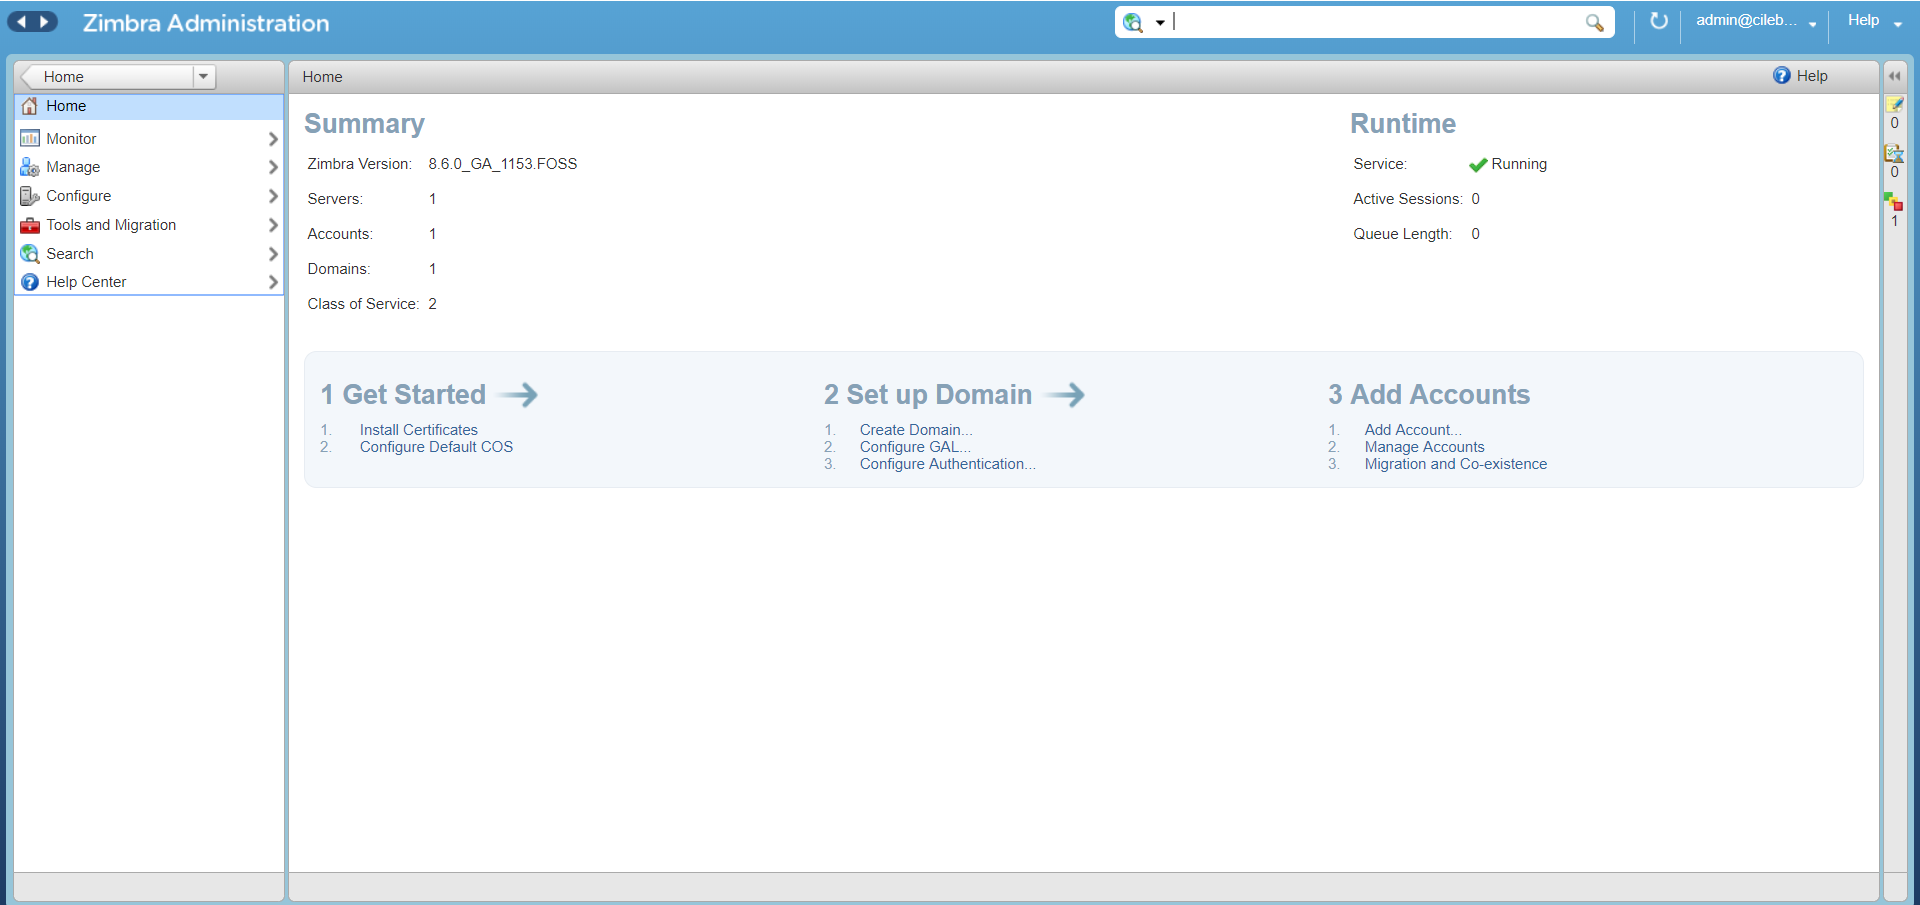 Zimbra Administration
admin@cileb...
Help
Home
Home
Monitor
Manage
Configure
Tools and Migration
Search
Help Center
Home
Help
Summary
Zimbra Version: 8.6.0_GA_1153.FOSS
Servers: 1
Accounts: 1
Domains: 1
Class of Service: 2
Runtime
Service: Running
Active Sessions: 0
Queue Length: 0
1 Get Started
1. Install Certificates
2. Configure Default COS
2 Set up Domain
1. Create Domain...
2. Configure GAL...
3. Configure Authentication...
3 Add Accounts
1. Add Account...
2. Manage Accounts
3. Migration and Co-existence
0
0
1